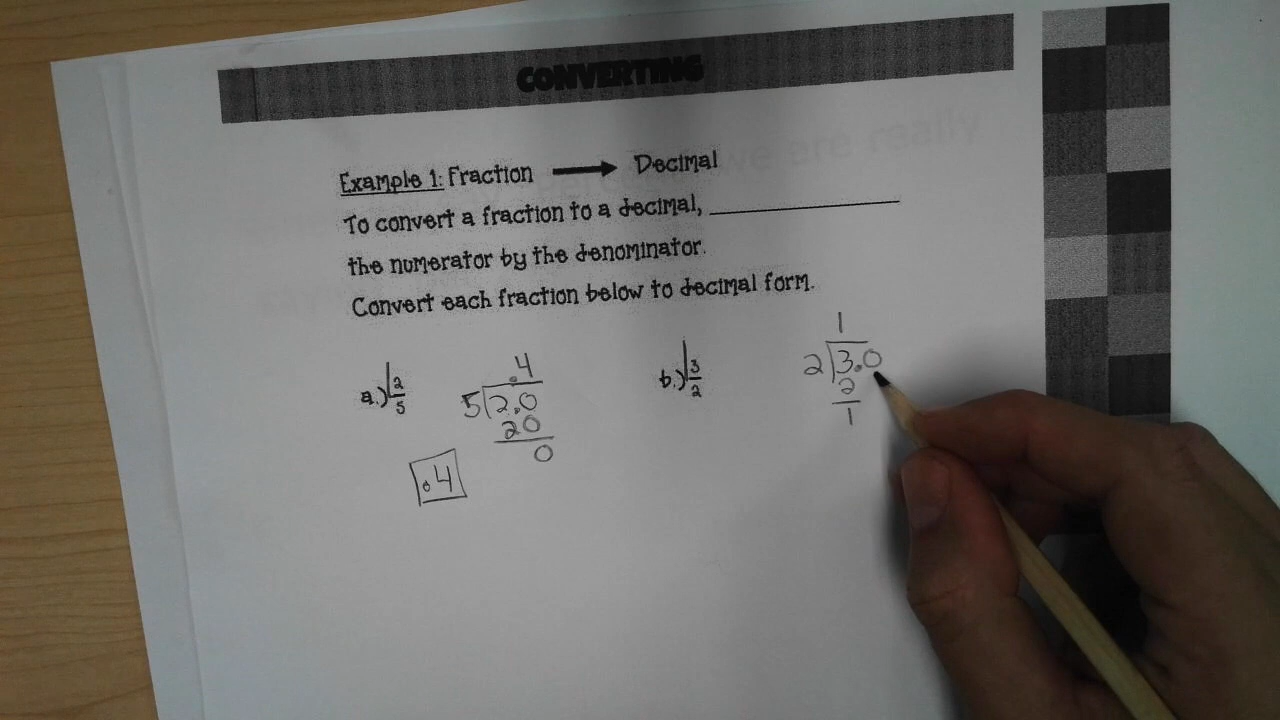 CONVERTING
Example 1: Fraction → Decimal
To convert a fraction to a decimal, __________
the numerator by the denominator.
Convert each fraction below to decimal form.
a.) 2/5
.4
5)2.0
20
0
.4
b.) 3/2
1
2)3.0
2
1